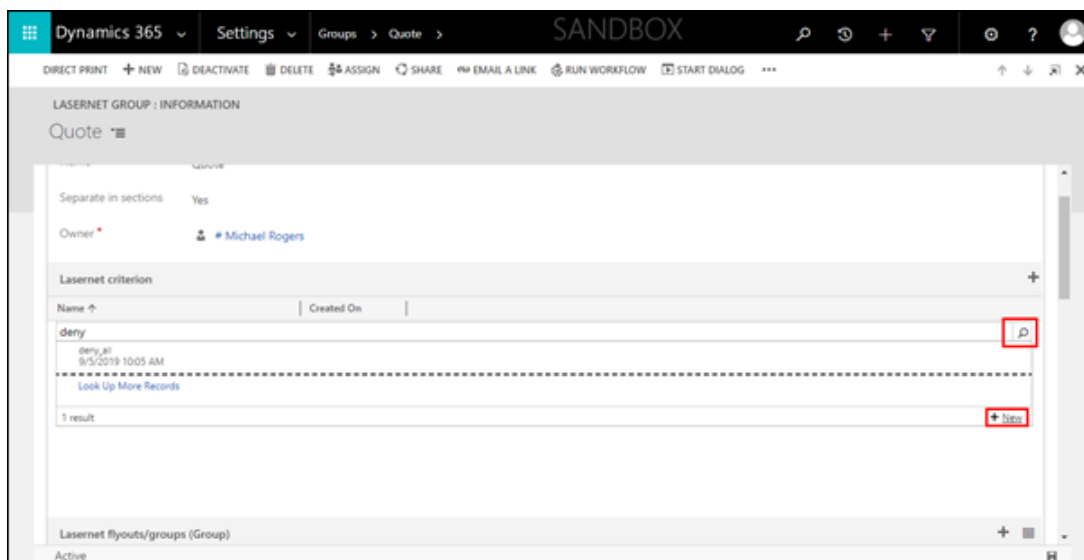 Dynamics 365 Settings Groups > Quote > SANDBOX ?
DIRECT PRINT + NEW DEACTIVATE DELETE ASSIGN SHARE EMAIL A LINK RUN WORKFLOW START DIALOG ...
LASERNET GROUP : INFORMATION
Quote
Quote
Separate in sections Yes
Owner * # Michael Rogers
Lasernet criterion +
Name ↑ Created On
deny
deny_all
9/5/2019 10:05 AM
Look Up More Records
1 result + New
Lasernet flyouts/groups (Group) +
Active